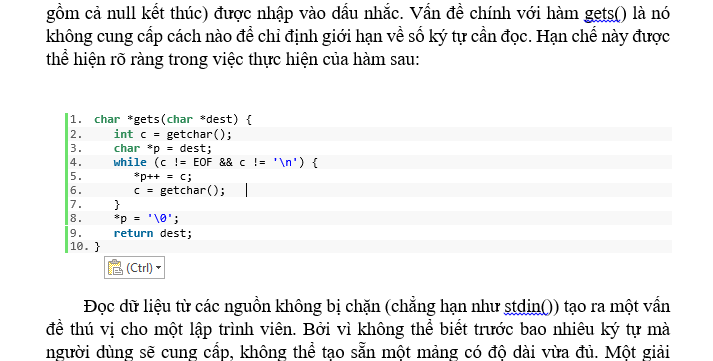 gồm cả null kết thúc) được nhập vào dấu nhắc. Vấn đề chính với hàm gets() là nó
không cung cấp cách nào để chỉ định giới hạn về số ký tự cần đọc. Hạn chế này được
thể hiện rõ ràng trong việc thực hiện của hàm sau:
1. char *gets(char *dest) {
2. int c = getchar();
3. char *p = dest;
4. while (c != EOF && c != '\n') {
5. *p++ = c;
6. c = getchar();
7. }
8. *p = '\0';
9. return dest;
10. }
(Ctrl)
Đọc dữ liệu từ các nguồn không bị chặn (chẳng hạn như stdin()) tạo ra một vấn
đề thú vị cho một lập trình viên. Bởi vì không thể biết trước bao nhiêu ký tự mà
người dùng sẽ cung cấp, không thể tạo sẵn một mảng có độ dài vừa đủ. Một giải